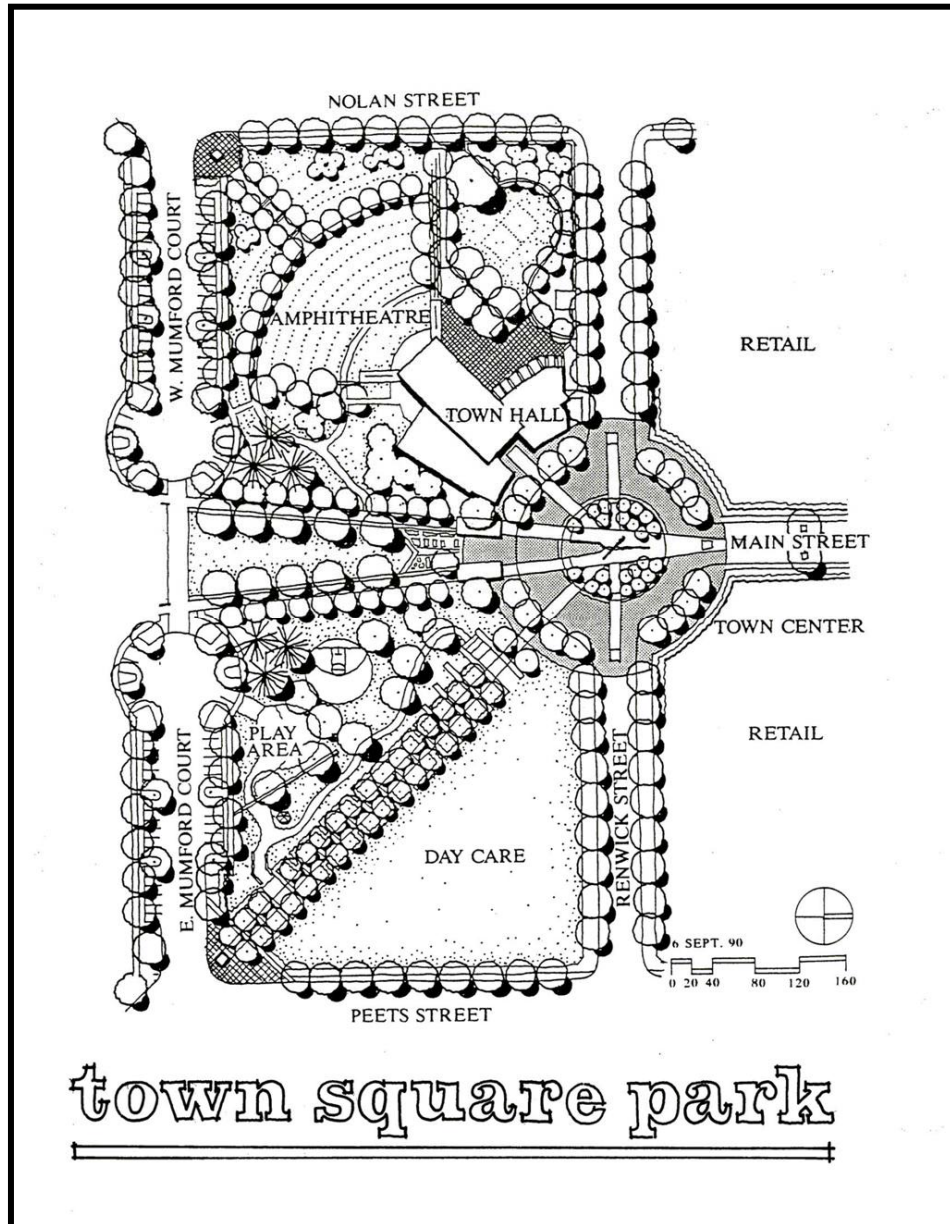 NOLAN STREET
W. MUMFORD COURT
AMPHITHEATRE
RETAIL
TOWN HALL
MAIN STREET
TOWN CENTER
PLAY
AREA
RETAIL
E. MUMFORD COURT
RENWICK STREET
DAY CARE
6 SEPT. 90
0 20 40 80 120 160
PEETS STREET
town square park